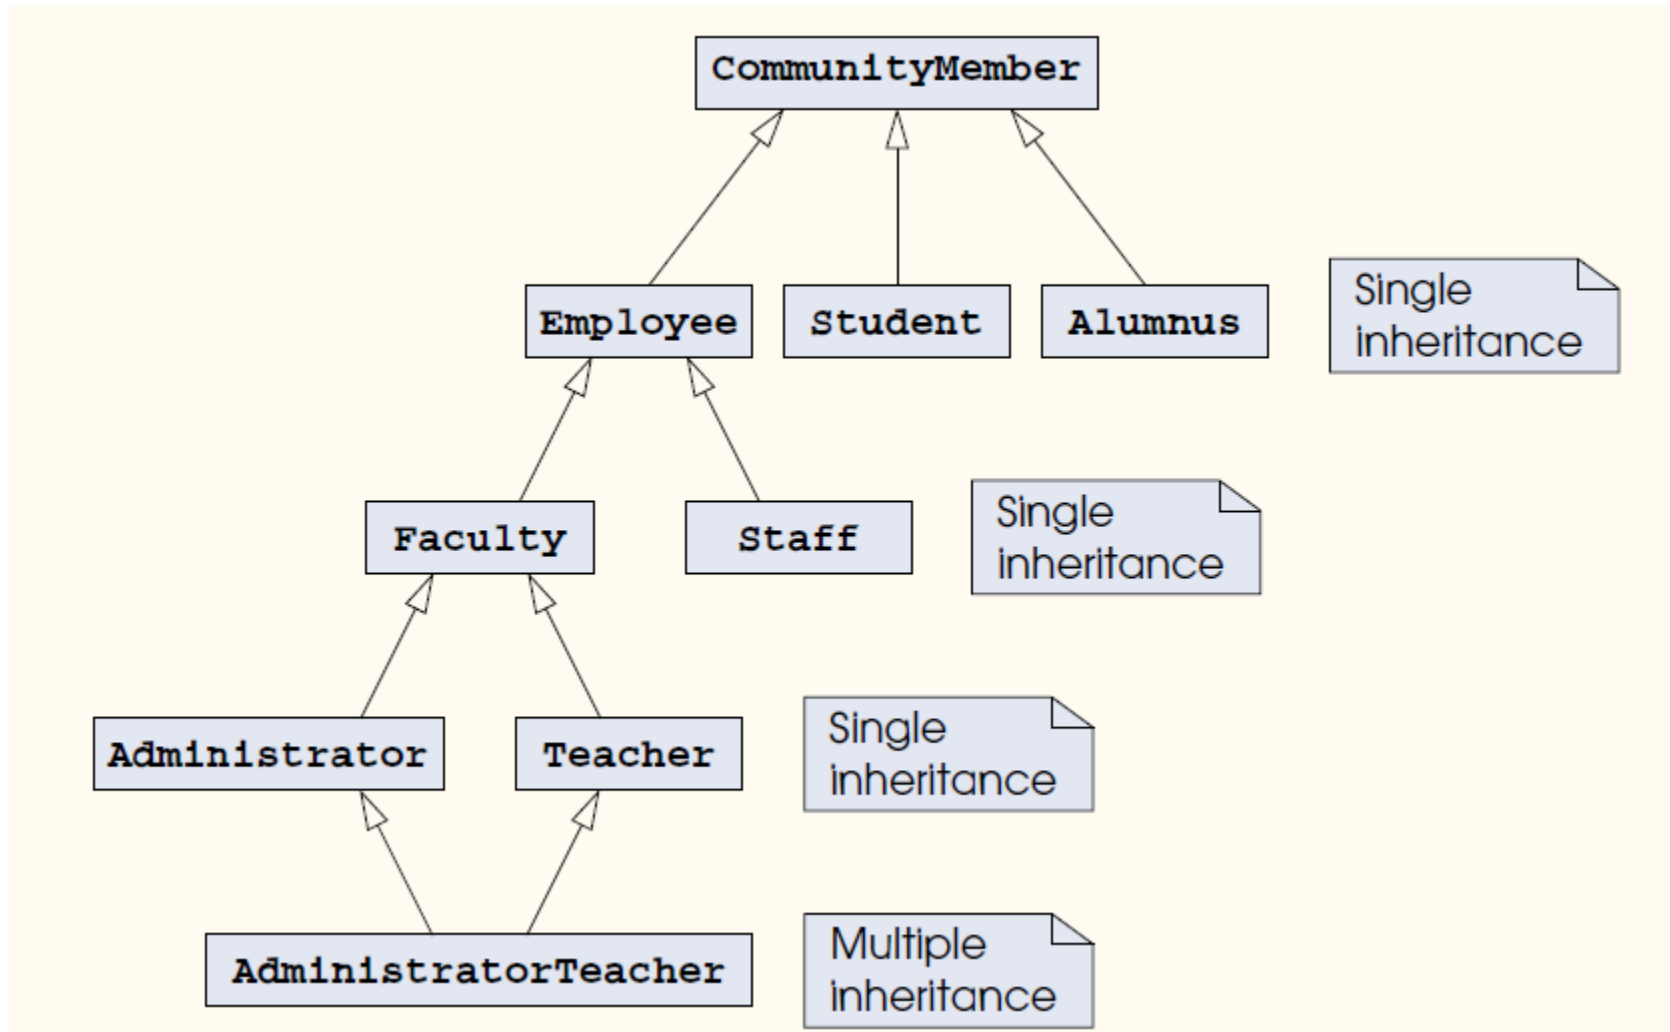 CommunityMember
Employee
Student
Alumnus
Single
inheritance
Faculty
Staff
Single
inheritance
Administrator
Teacher
Single
inheritance
AdministratorTeacher
Multiple
inheritance